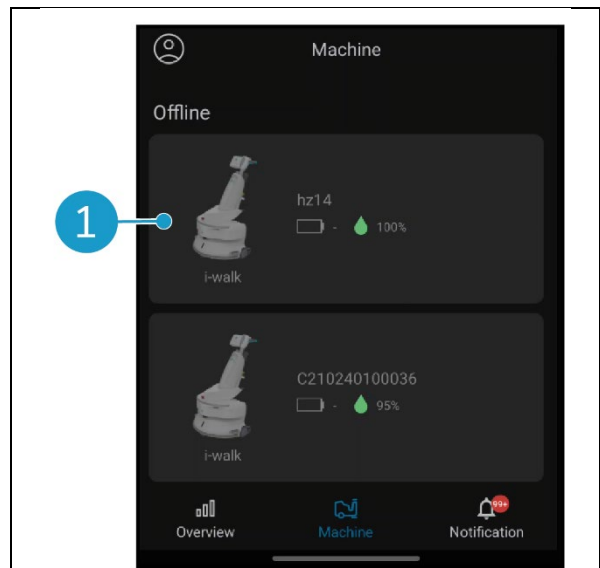 Machine
Offline
1
hz14
- 100%
i-walk
C210240100036
- 95%
i-walk
99+
Overview Machine Notification